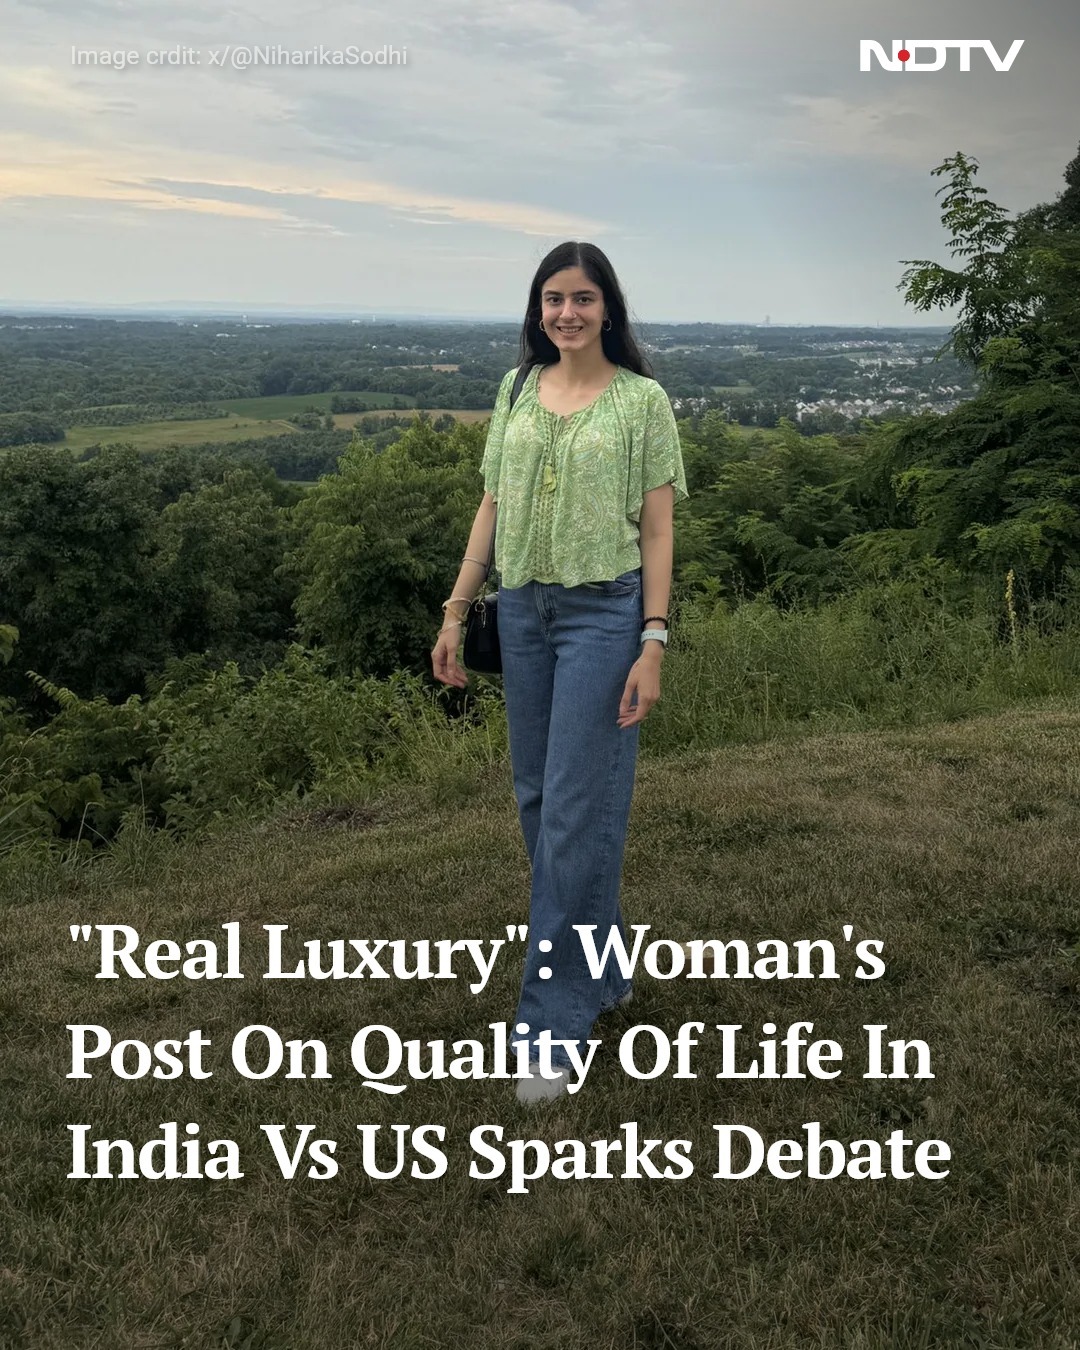 Image crdit: x/@NiharikaSodhi
NDTV
"Real Luxury": Woman's
Post On Quality Of Life In
India Vs US Sparks Debate